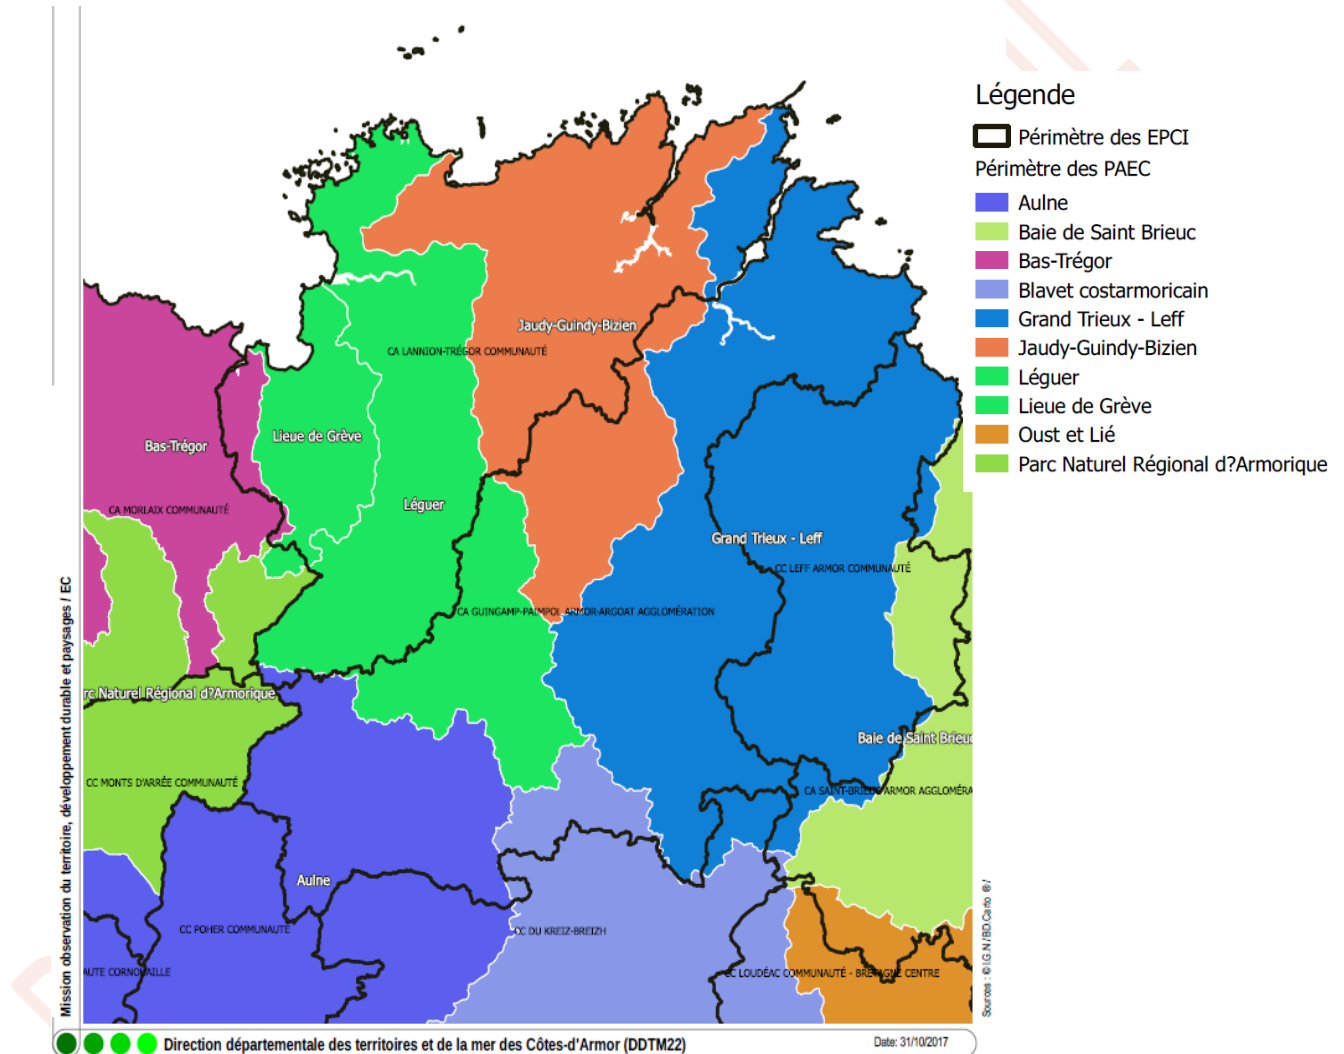 Légende
Périmètre des EPCI
Périmètre des PAEC
Aulne
Baie de Saint Brieuc
Bas-Trégor
Blavet costarmoricain
Grand Trieux - Leff
Jaudy-Guindy-Bizien
Léguer
Lieue de Grève
Oust et Lié
Parc Naturel Régional d?Armorique
Jaudy-Guindy-Bizien
CA LANNION-TRÉGOR COMMUNAUTÉ
Lieue de Grève
Bas-Trégor
Léguer
CA MORLAIX COMMUNAUTÉ
Grand Trieux - Leff
CC LEFF ARMOR COMMUNAUTÉ
CA GUINGAMP-PAIMPOL ARMOR-ARGOAT AGGLOMÉRATION
rc Naturel Régional d?Armorique
Baie de Saint Brieuc
CC MONTS D'ARRÉE COMMUNAUTÉ
CA SAINT-BRIEUC ARMOR AGGLOMÉRA
Aulne
CC POHER COMMUNAUTÉ
CC DU KREIZ-BREIZH
AUTE CORNOUAILLE
CC LOUDÉAC COMMUNAUTÉ - BRETAGNE CENTRE
Mission observation du territoire, développement durable et paysages / EC
Sources : © I.G.N / BD.Carto ® /
Direction départementale des territoires et de la mer des Côtes-d'Armor (DDTM22)
Date: 31/10/2017